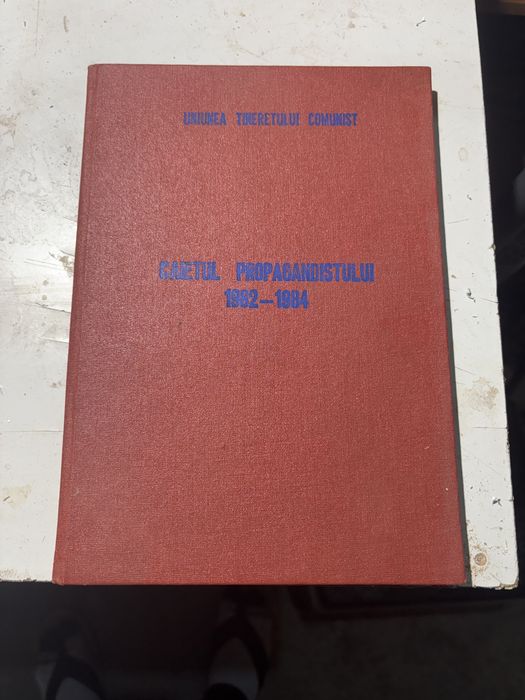 UNIUNEA TINERETULUI COMUNIST
CAIETUL PROPAGANDISTULUI
1982-1984